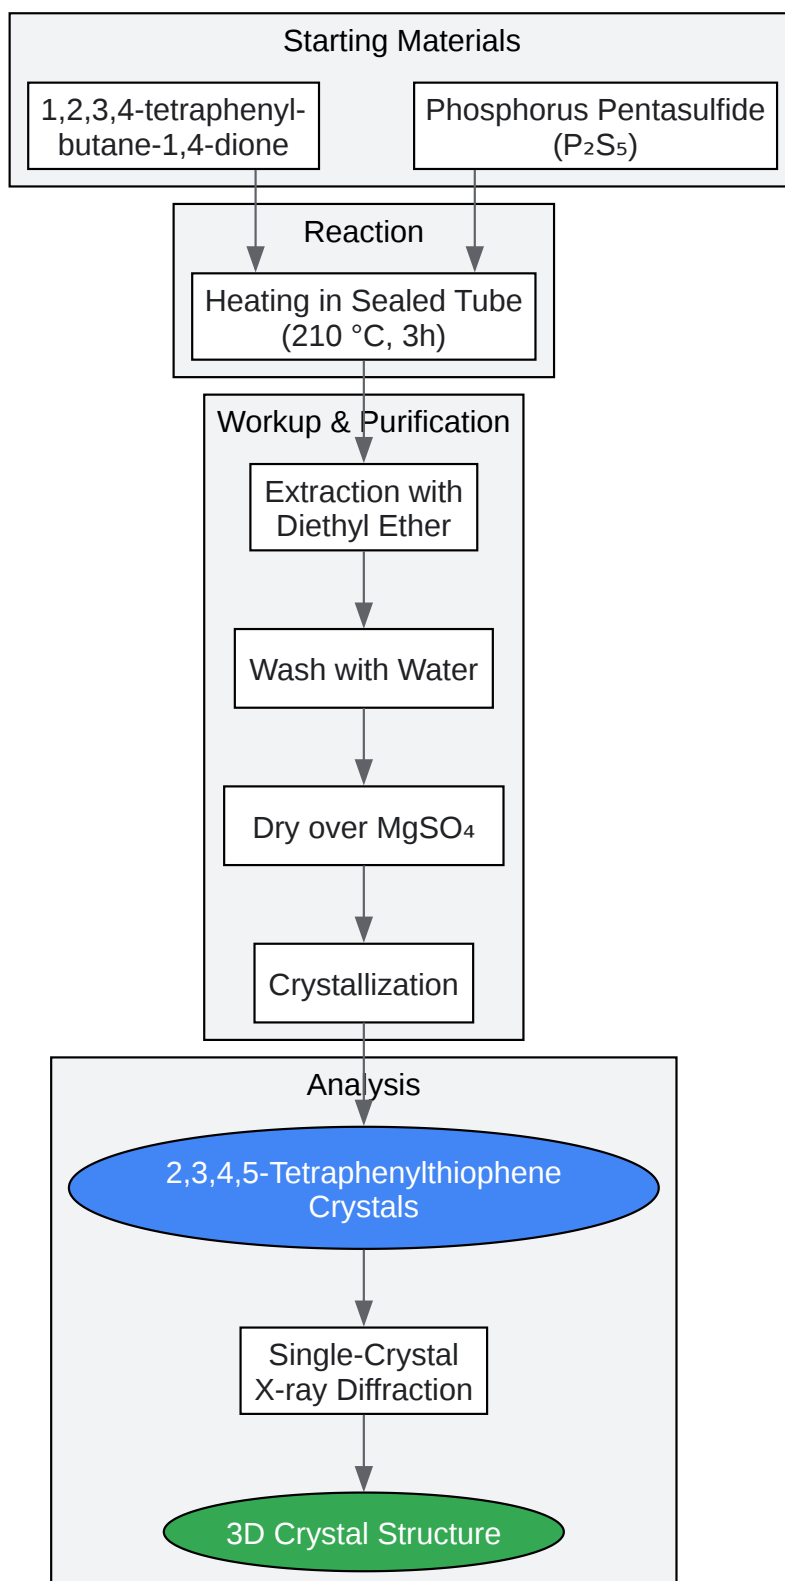 Starting Materials
1,2,3,4-tetraphenyl-
butane-1,4-dione
Phosphorus Pentasulfide
(P₂S₅)
Reaction
Heating in Sealed Tube
(210 °C, 3h)
Workup & Purification
Extraction with
Diethyl Ether
Wash with Water
Dry over MgSO₄
Crystallization
Analysis
2,3,4,5-Tetraphenylthiophene
Crystals
Single-Crystal
X-ray Diffraction
3D Crystal Structure